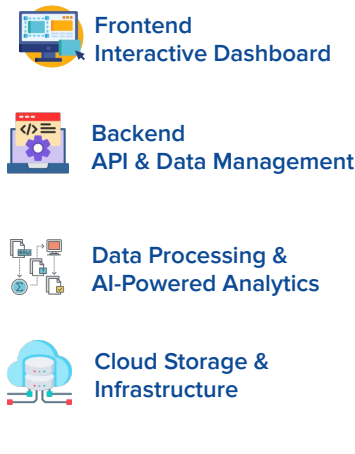 Frontend
Interactive Dashboard
Backend
API & Data Management
Data Processing &
AI-Powered Analytics
Cloud Storage &
Infrastructure